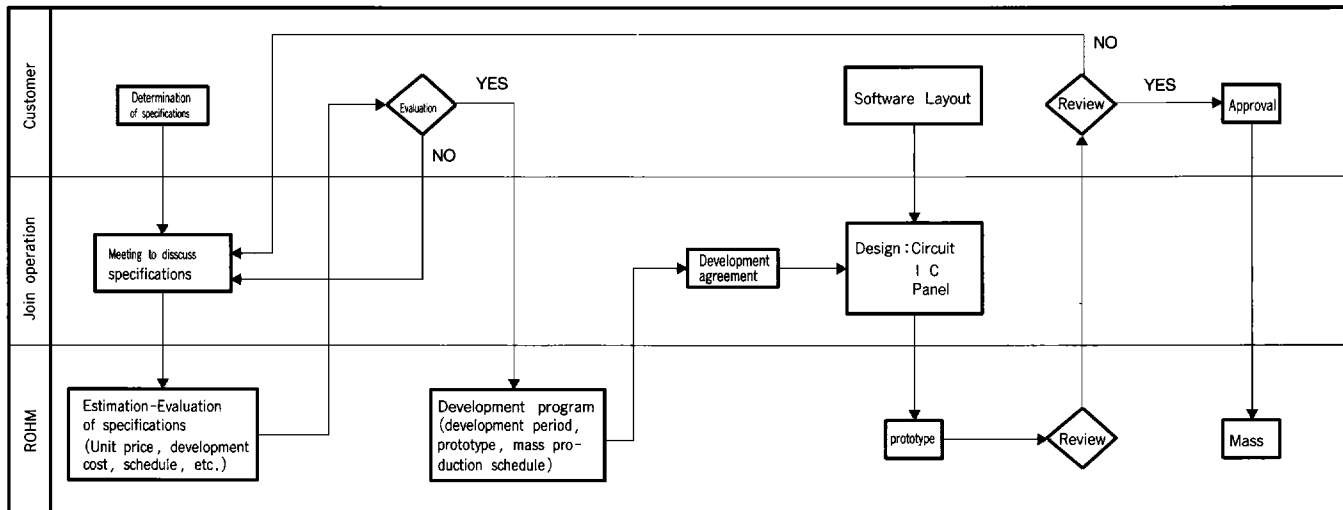 Customer
Determination
of specifications
Evaluation
YES
NO
Software Layout
Review
NO
YES
Approval
Join operation
Meeting to disscuss
specifications
Development
agreement
Design : Circuit
I C
Panel
ROHM
Estimation-Evaluation
of specifications
(Unit price, development
cost, schedule, etc.)
Development program
(development period,
prototype, mass pro-
duction schedule)
prototype
Review
Mass